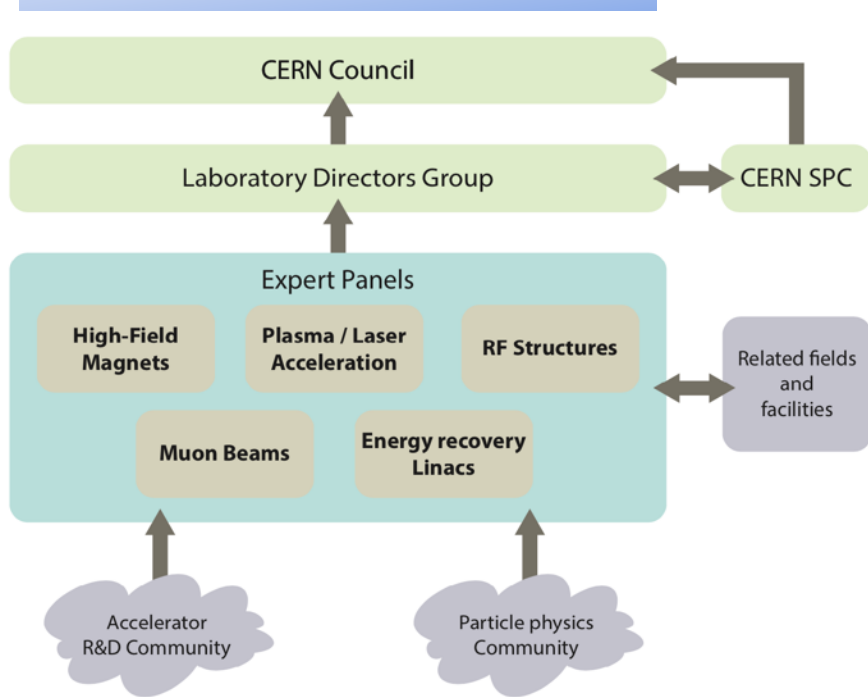 CERN Council
Laboratory Directors Group
CERN SPC
Expert Panels
High-Field
Magnets
Plasma / Laser
Acceleration
RF Structures
Related fields
and
facilities
Muon Beams
Energy recovery
Linacs
Accelerator
R&D Community
Particle physics
Community